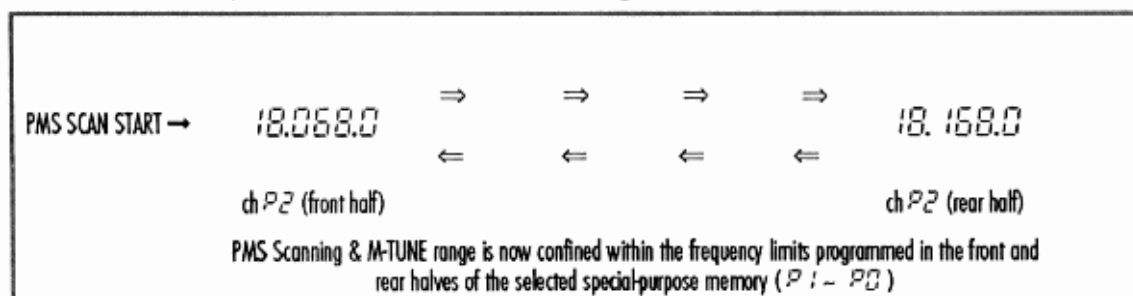 ⇒ ⇒ ⇒ ⇒
PMS SCAN START → 18.068.0 18.168.0
⇐ ⇐ ⇐ ⇐
ch P2 (front half) ch P2 (rear half)
PMS Scanning & M-TUNE range is now confined within the frequency limits programmed in the front and
rear halves of the selected special-purpose memory ( P1 ~ P0 )